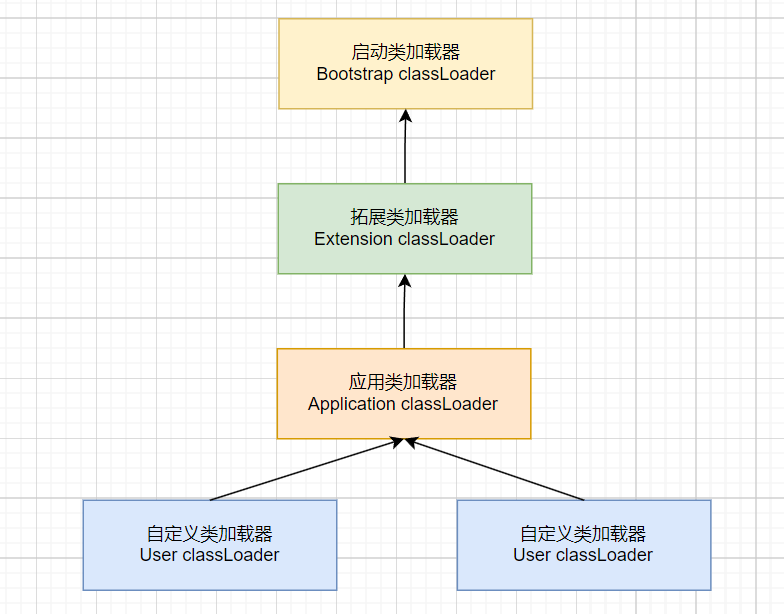 启动类加载器
Bootstrap classLoader
拓展类加载器
Extension classLoader
应用类加载器
Application classLoader
自定义类加载器
User classLoader
自定义类加载器
User classLoader